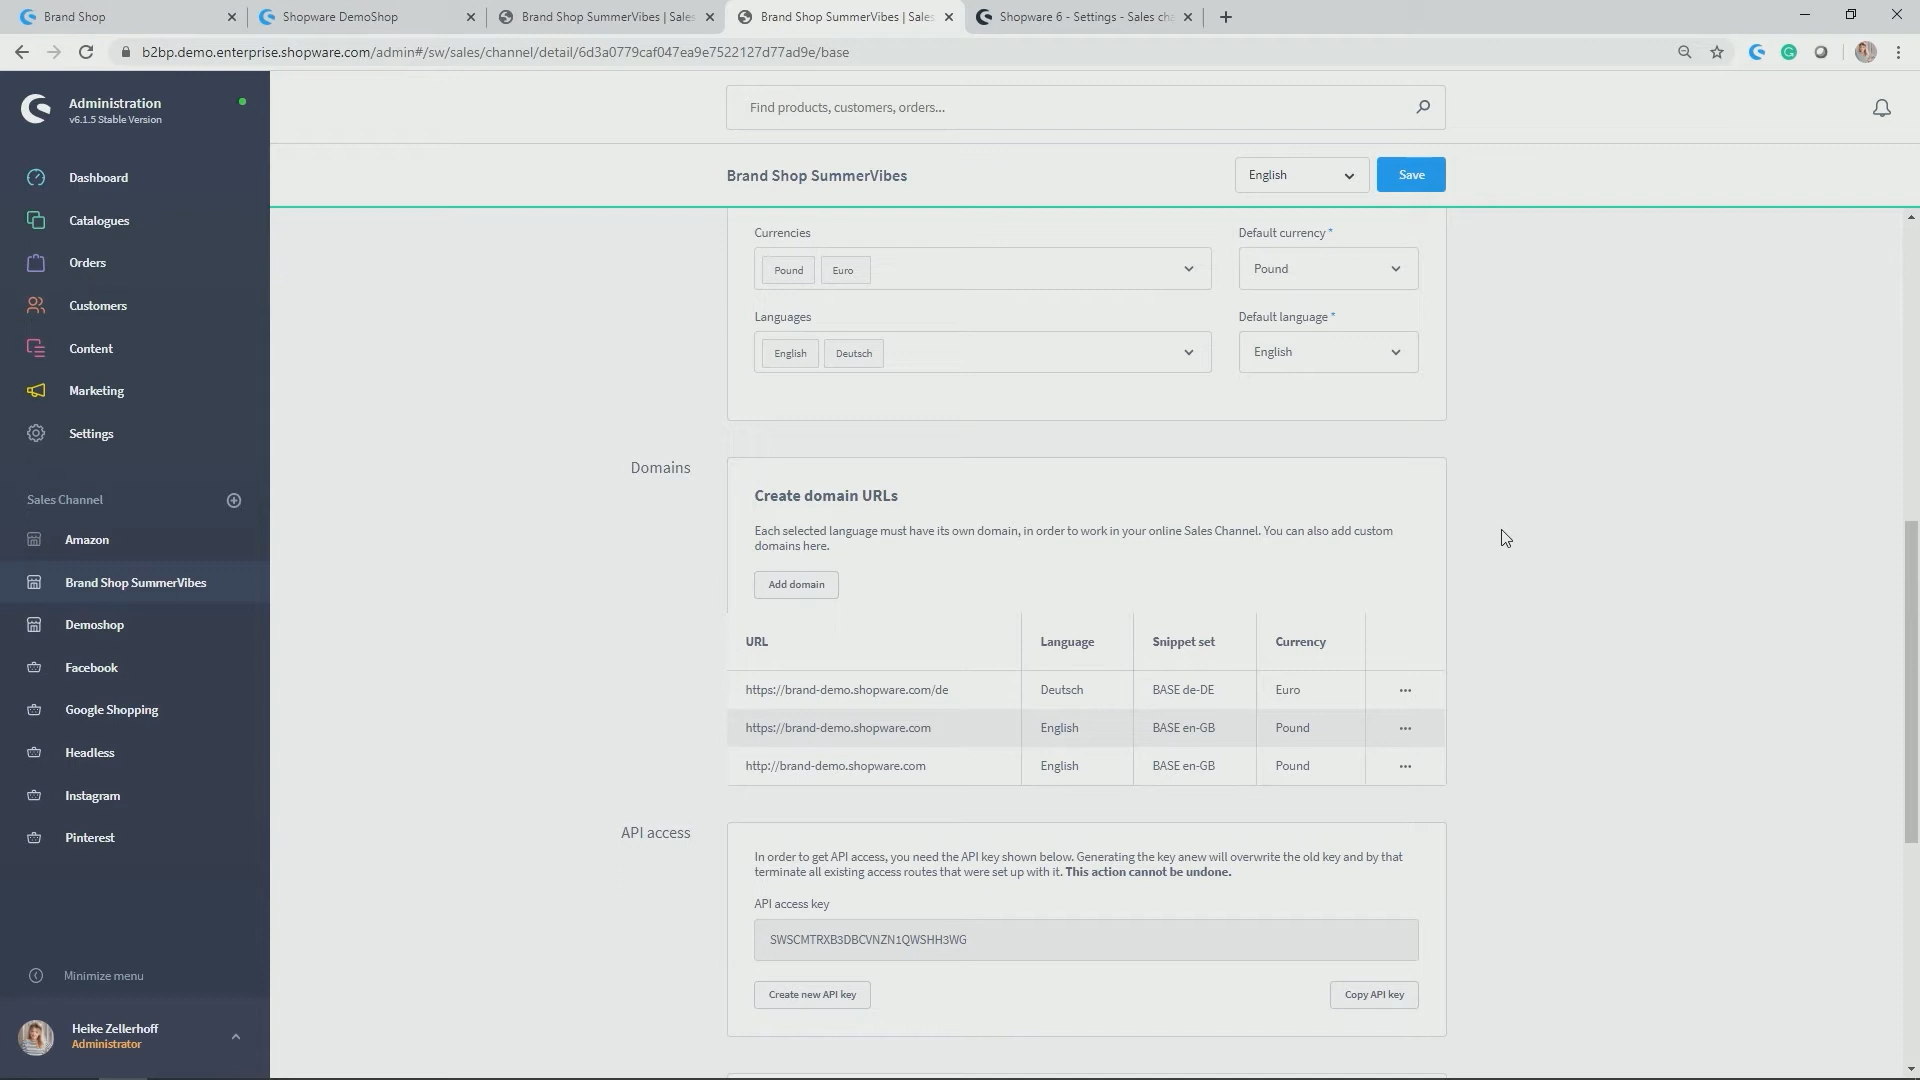 Brand Shop
Shopware DemoShop
Brand Shop SummerVibes | Sales
Brand Shop SummerVibes | Sales
Shopware 6 - Settings - Sales cha
b2bp.demo.enterprise.shopware.com/admin#/sw/sales/channel/detail/6d3a0779caf047ea9e7522127d77ad9e/base
Administration
v6.1.5 Stable Version
Find products, customers, orders...
Brand Shop SummerVibes
English
Save
Dashboard
Catalogues
Orders
Customers
Content
Marketing
Settings
Sales Channel
Amazon
Brand Shop SummerVibes
Demoshop
Facebook
Google Shopping
Headless
Instagram
Pinterest
Minimize menu
Heike Zellerhoff
Administrator
Currencies
Default currency *
Pound Euro
Pound
Languages
Default language *
English Deutsch
English
Domains
Create domain URLs
Each selected language must have its own domain, in order to work in your online Sales Channel. You can also add custom
domains here.
Add domain
URL Language Snippet set Currency
https://brand-demo.shopware.com/de Deutsch BASE de-DE Euro
https://brand-demo.shopware.com English BASE en-GB Pound
http://brand-demo.shopware.com English BASE en-GB Pound
API access
In order to get API access, you need the API key shown below. Generating the key anew will overwrite the old key and by that
terminate all existing access routes that were set up with it. This action cannot be undone.
API access key
SWSCMTRXB3DBCVNZN1QWSHH3WG
Create new API key
Copy API key